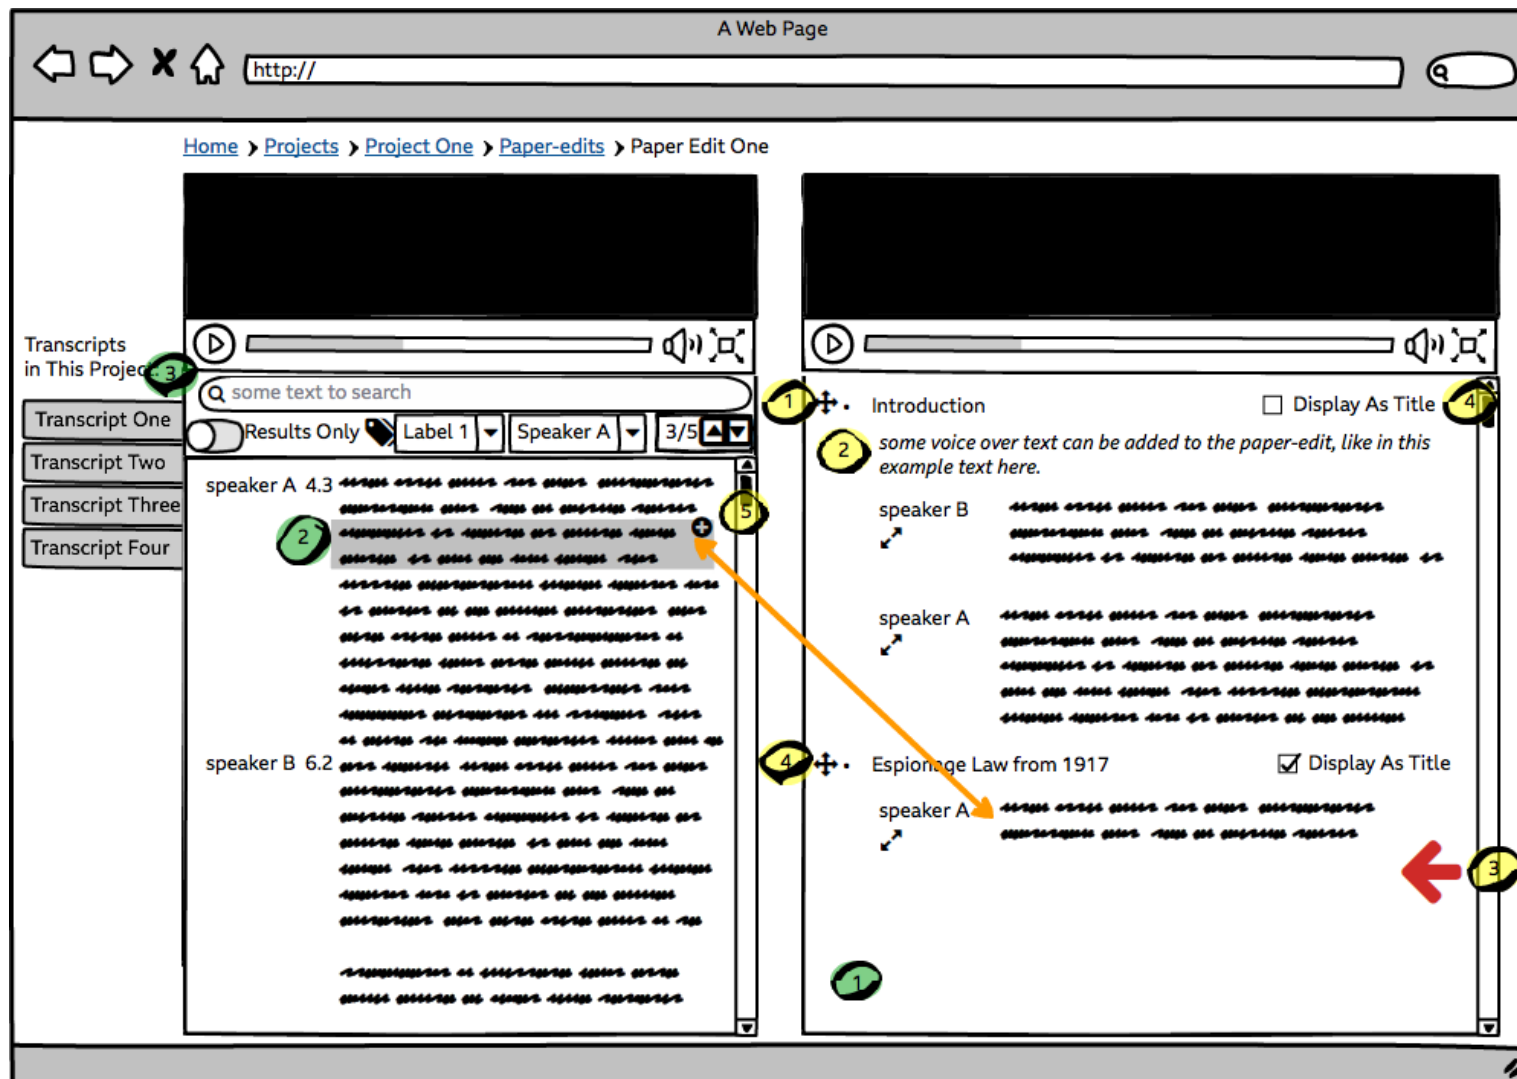 A Web Page
http://
Home Projects Project One Paper-edits Paper Edit One
Transcripts
in This Project.
3
Transcript One
Transcript Two
Transcript Three
Transcript Four
some text to search
Results Only Label 1 Speaker A 3/5
speaker A 4.3
5
2
speaker B 6.2
1
Introduction Display As Title 4
2
some voice over text can be added to the paper-edit, like in this
example text here.
speaker B
speaker A
4
Espionage Law from 1917 Display As Title
speaker A
3
1